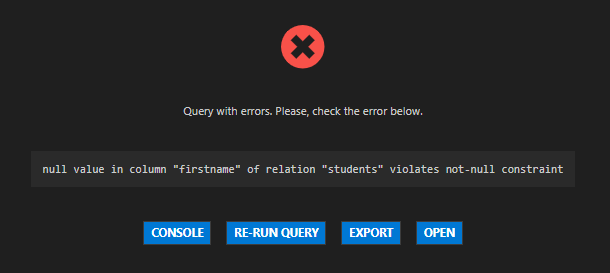 Query with errors. Please, check the error below.
null value in column "firstname" of relation "students" violates not-null constraint
CONSOLE
RE-RUN QUERY
EXPORT
OPEN